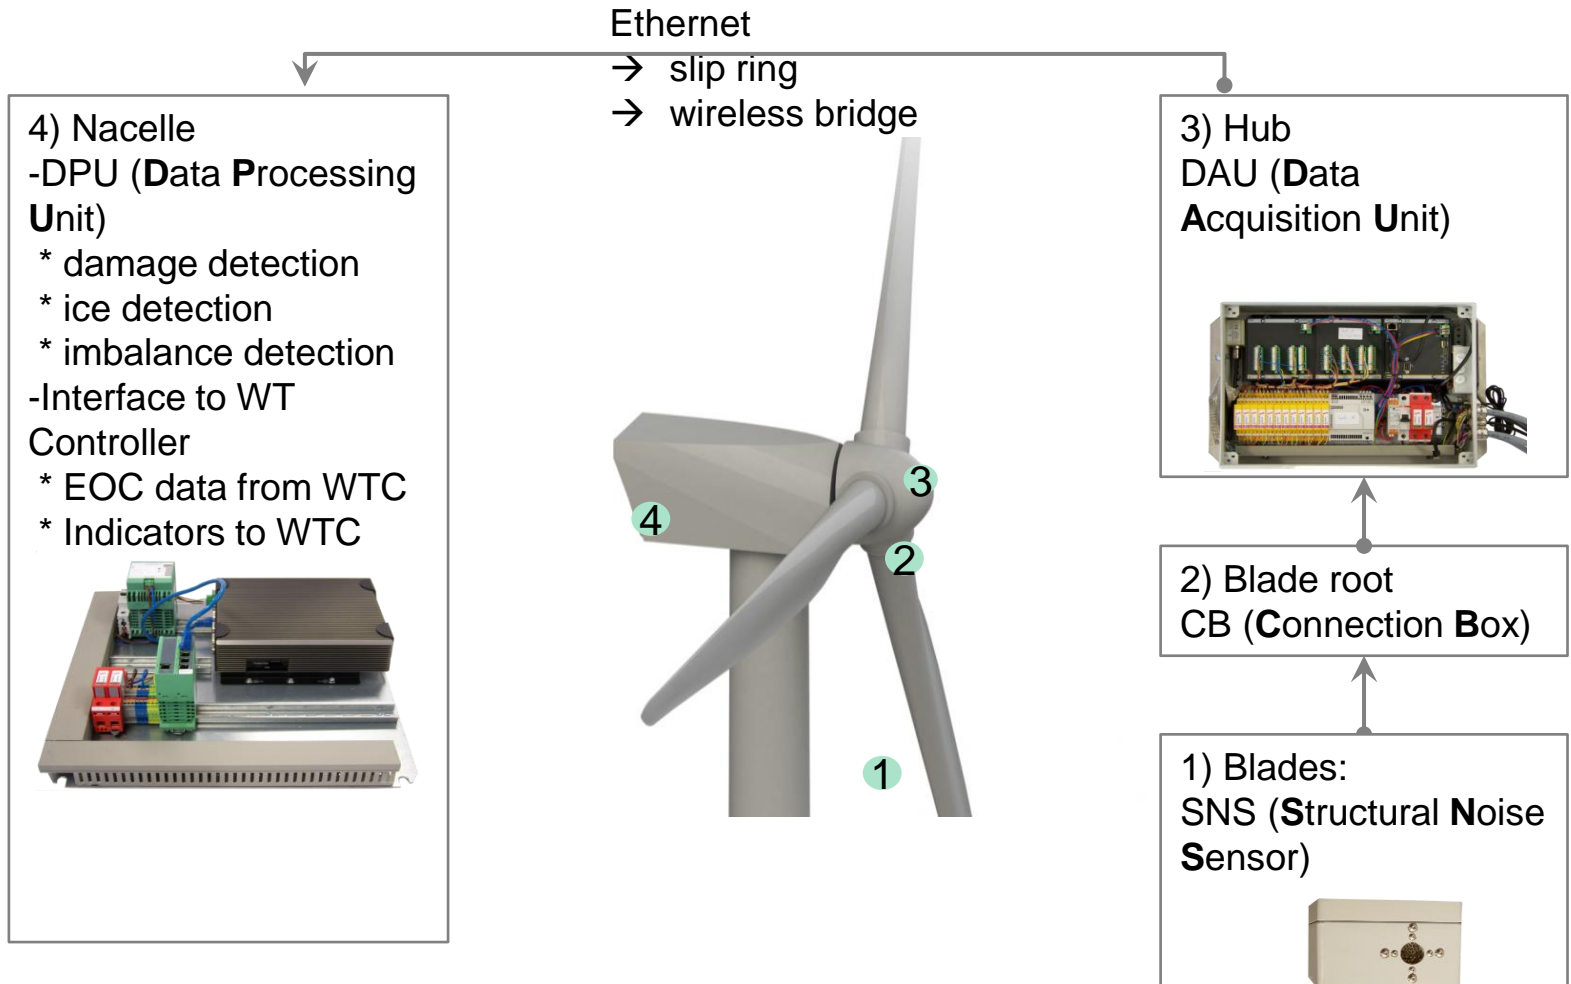 Ethernet
→ slip ring
→ wireless bridge
4) Nacelle
-DPU (Data Processing
Unit)
* damage detection
* ice detection
* imbalance detection
-Interface to WT
Controller
* EOC data from WTC
* Indicators to WTC
3) Hub
DAU (Data
Acquisition Unit)
3
4
2
2) Blade root
CB (Connection Box)
1
1) Blades:
SNS (Structural Noise
Sensor)